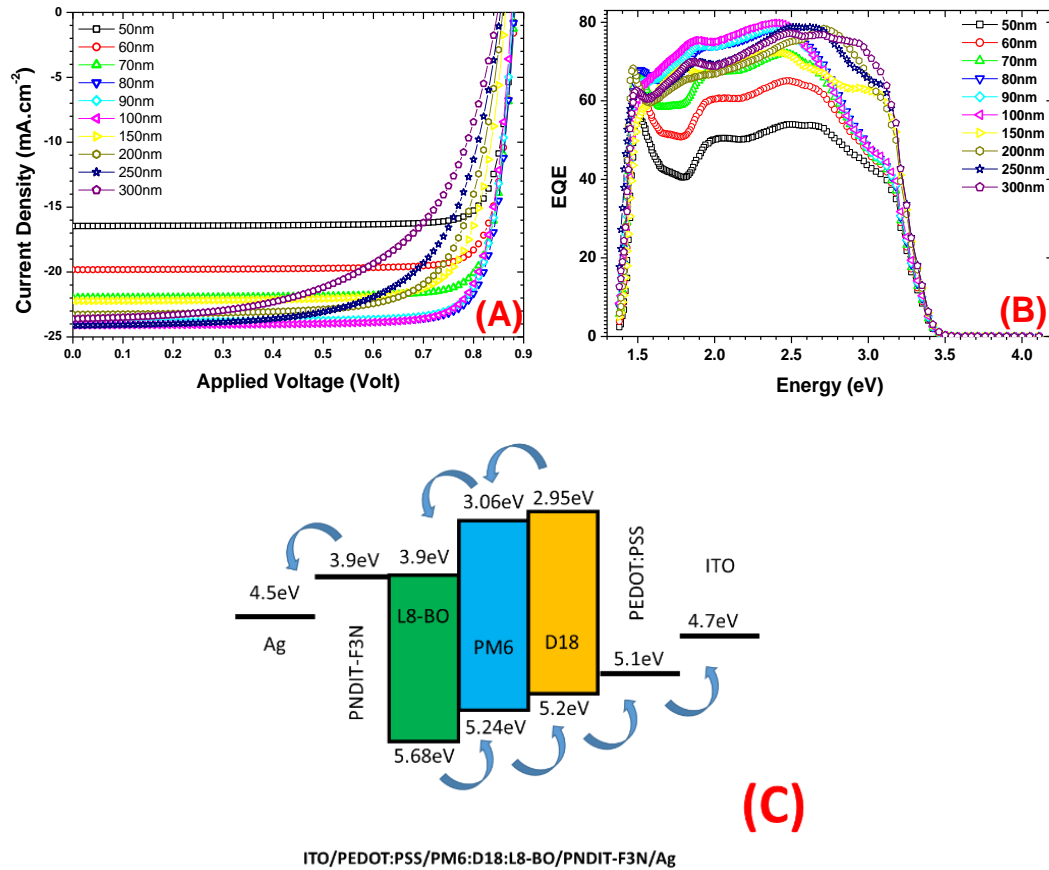 50nm
60nm
70nm
80nm
90nm
100nm
150nm
200nm
250nm
300nm
0
-5
-10
-15
-20
-25
Current Density (mA.cm-2)
0.0 0.1 0.2 0.3 0.4 0.5 0.6 0.7 0.8 0.9
Applied Voltage (Volt)
(A)
80
60
40
20
0
EQE
50nm
60nm
70nm
80nm
90nm
100nm
150nm
200nm
250nm
300nm
1.5 2.0 2.5 3.0 3.5 4.0
Energy (eV)
(B)
3.06eV
2.95eV
3.9eV
3.9eV
4.5eV
Ag
PNDIT-F3N
L8-BO
PM6
D18
PEDOT:PSS
ITO
4.7eV
5.1eV
5.2eV
5.24eV
5.68eV
(C)
ITO/PEDOT:PSS/PM6:D18:L8-BO/PNDIT-F3N/Ag